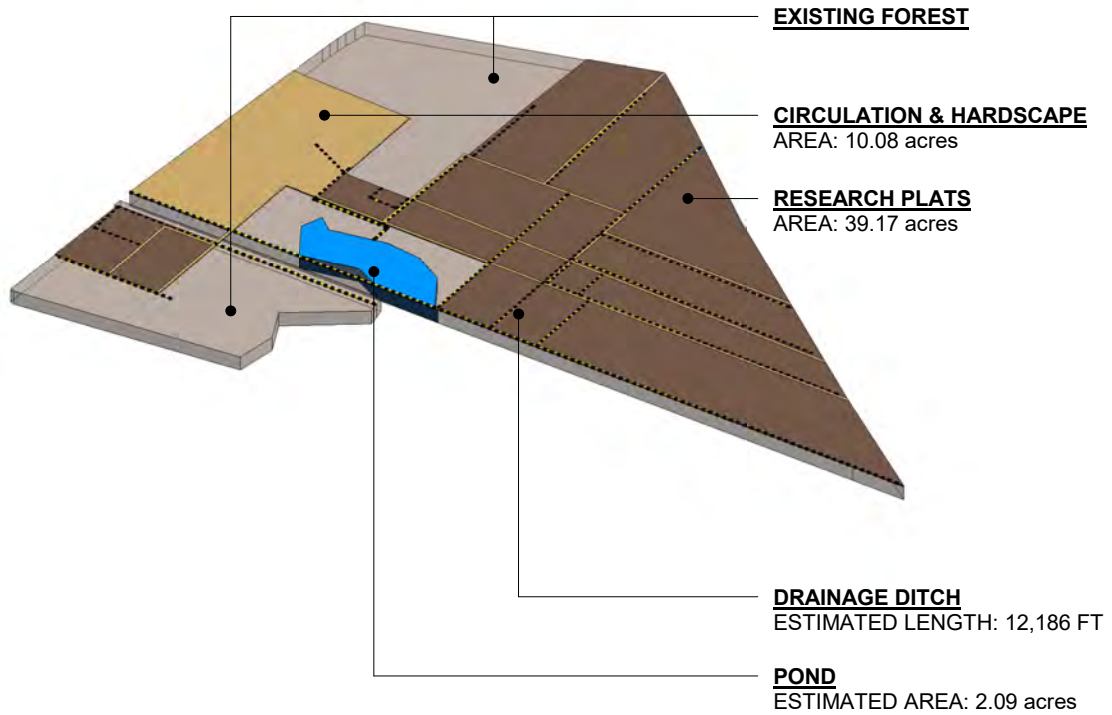 EXISTING FOREST
CIRCULATION & HARDSCAPE
AREA: 10.08 acres
RESEARCH PLATS
AREA: 39.17 acres
DRAINAGE DITCH
ESTIMATED LENGTH: 12,186 FT
POND
ESTIMATED AREA: 2.09 acres